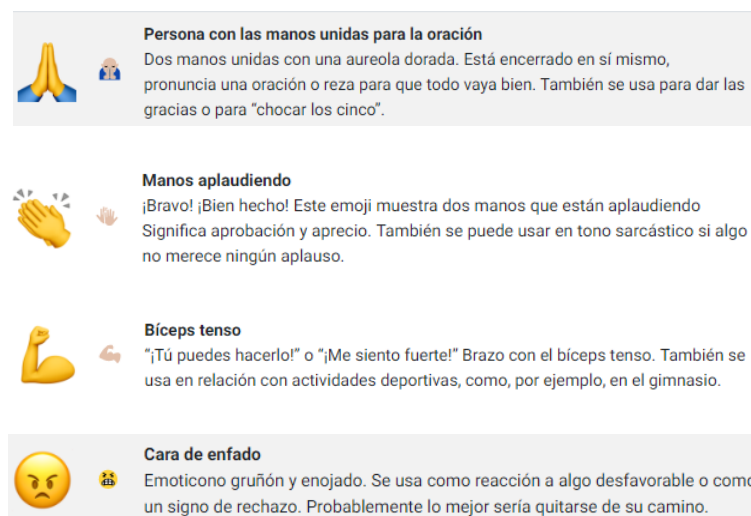 Persona con las manos unidas para la oración
Dos manos unidas con una aureola dorada. Está encerrado en sí mismo,
pronuncia una oración o reza para que todo vaya bien. También se usa para dar las
gracias o para “chocar los cinco”.
Manos aplaudiendo
¡Bravo! ¡Bien hecho! Este emoji muestra dos manos que están aplaudiendo
Significa aprobación y aprecio. También se puede usar en tono sarcástico si algo
no merece ningún aplauso.
Bíceps tenso
“¡Tú puedes hacerlo!” o “¡Me siento fuerte!” Brazo con el bíceps tenso. También se
usa en relación con actividades deportivas, como, por ejemplo, en el gimnasio.
Cara de enfado
Emoticono gruñón y enojado. Se usa como reacción a algo desfavorable o como
un signo de rechazo. Probablemente lo mejor sería quitarse de su camino.